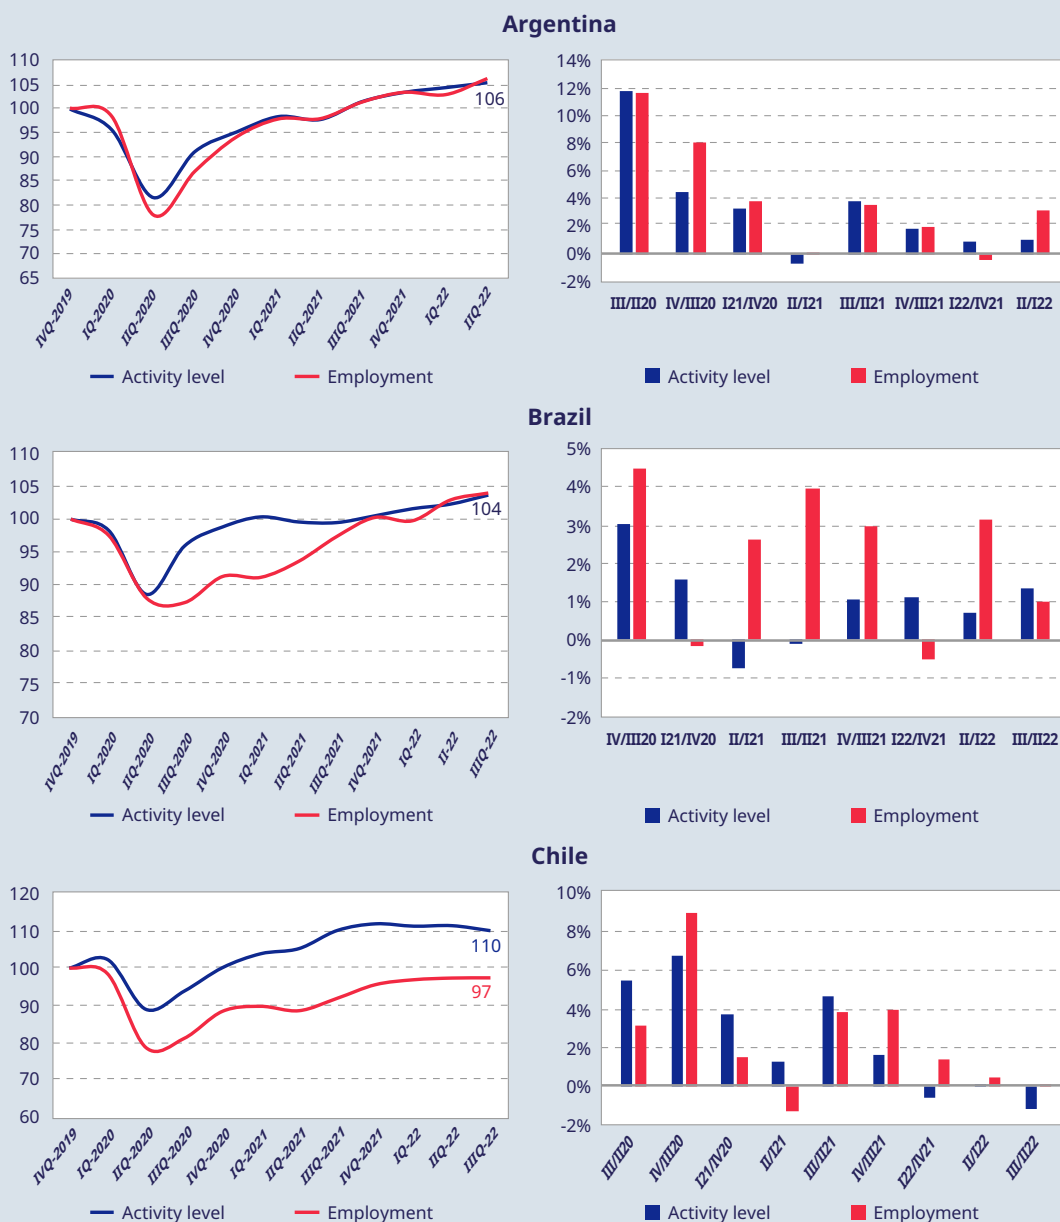 Argentina
110
105
100
95
90
85
80
75
70
65
106
IVQ-2019
IQ-2020
IIQ-2020
IIIQ-2020
IVQ-2020
IQ-2021
IIQ-2021
IIIQ-2021
IVQ-2021
IQ-22
IIQ-22
Activity level
Employment
14%
12%
10%
8%
6%
4%
2%
0%
-2%
III/II20
IV/III20
I21/IV20
II/I21
III/II21
IV/III21
I22/IV21
II/I22
Activity level
Employment
Brazil
110
105
100
95
90
85
80
75
70
104
IVQ-2019
IQ-2020
IIQ-2020
IIIQ-2020
IVQ-2020
IQ-2021
IIQ-2021
IIIQ-2021
IVQ-2021
IQ-22
II-22
IIIQ-22
Activity level
Employment
5%
4%
3%
2%
1%
0%
-1%
-2%
IV/III20
I21/IV20
II/I21
III/II21
IV/III21
I22/IV21
II/I22
III/II22
Activity level
Employment
Chile
120
110
100
90
80
70
60
110
97
IVQ-2019
IQ-2020
IIQ-2020
IIIQ-2020
IVQ-2020
IQ-2021
IIQ-2021
IIIQ-2021
IVQ-2021
IQ-22
IIQ-22
IIIQ-22
Activity level
Employment
10%
8%
6%
4%
2%
0%
-2%
III/II20
IV/III20
I21/IV20
II/I21
III/II21
IV/III21
I22/IV21
II/I22
III/II22
Activity level
Employment